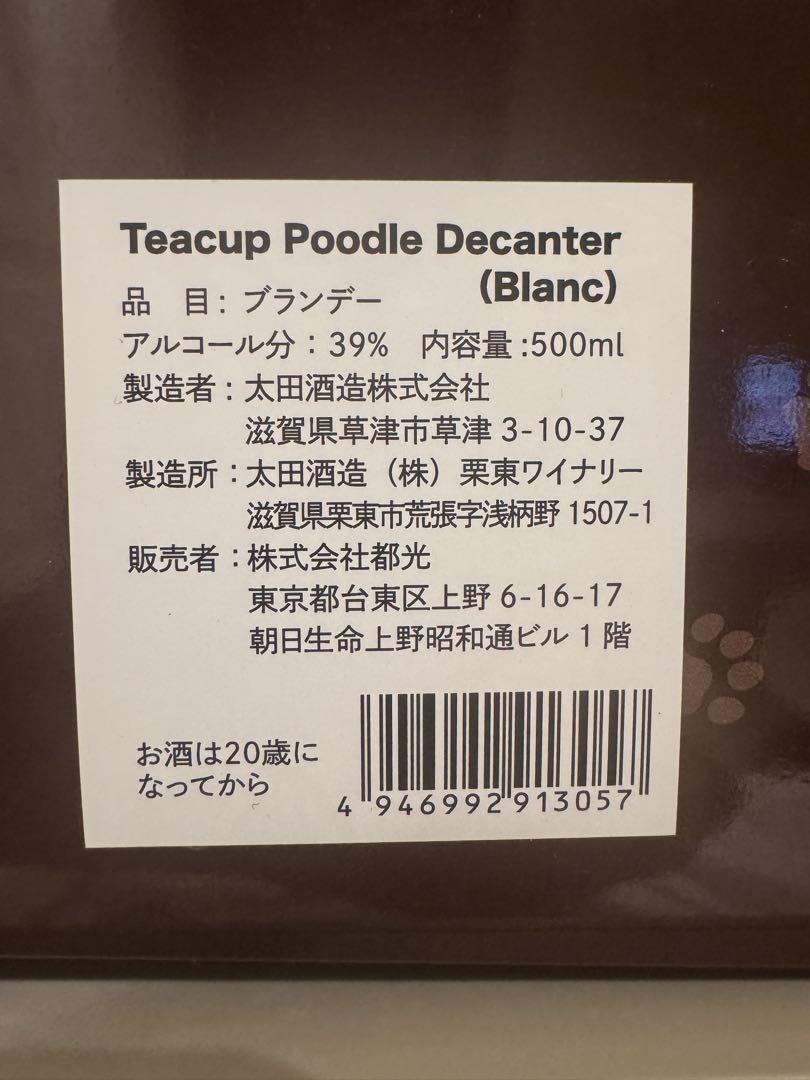 Teacup Poodle Decanter
(Blanc)
品 目: ブランデー
アルコール分：39% 内容量:500ml
製造者：太田酒造株式会社
滋賀県草津市草津 3-10-37
製造所：太田酒造（株）栗東ワイナリー
滋賀県栗東市荒張字浅柄野 1507-1
販売者：株式会社都光
東京都台東区上野 6-16-17
朝日生命上野昭和通ビル 1 階
お酒は20歳に
なってから
4 946992 913057